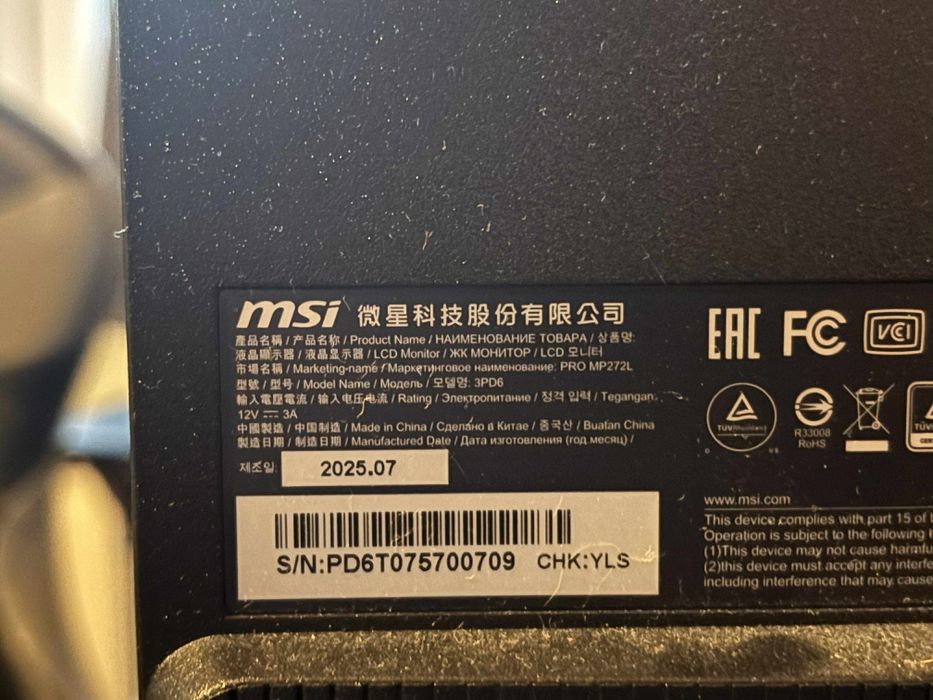 msi 微星科技股份有限公司
產品名稱 / 产品名称 / Product Name / НАИМЕНОВАНИЕ ТОВАРА / 상품명:
液晶顯示器 / 液晶显示器 / LCD Monitor / ЖК МОНИТОР / LCD 모니터
市場名稱 / Marketing-name / Маркетинговое наименование: PRO MP272L
型號 / 型号 / Model Name / Модель / 모델명: 3PD6
輸入電壓電流 / 输入电压电流 / Rating / Электропитание / 정격 입력 / Tegangan:
12V ⎓ 3A
中國製造 / 中国制造 / Made in China / Сделано в Китае / 중국산 / Buatan China
製造日期 / 制造日期 / Manufactured Date / Дата изготовления (год месяц) /
제조일:
2025.07
S/N:PD6T075700709 CHK:YLS
EAC FC VCI
TÜVRheinland
R33008
RoHS
TÜV
www.msi.com
This device complies with part 15 of
Operation is subject to the following
(1)This device may not cause harmfu
(2)this device must accept any interfe
including interference that may cause